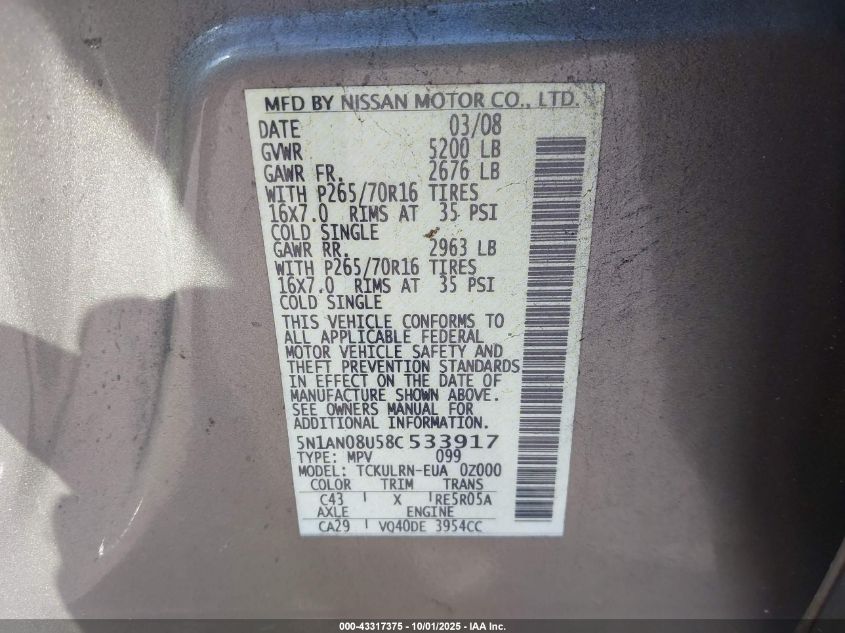 MFD BY NISSAN MOTOR CO., LTD.
DATE 03/08
GVWR 5200 LB
GAWR FR. 2676 LB
WITH P265/70R16 TIRES
16X7.0 RIMS AT 35 PSI
COLD SINGLE
GAWR RR. 2963 LB
WITH P265/70R16 TIRES
16X7.0 RIMS AT 35 PSI
COLD SINGLE
THIS VEHICLE CONFORMS TO
ALL APPLICABLE FEDERAL
MOTOR VEHICLE SAFETY AND
THEFT PREVENTION STANDARDS
IN EFFECT ON THE DATE OF
MANUFACTURE SHOWN ABOVE.
SEE OWNERS MANUAL FOR
ADDITIONAL INFORMATION.
5N1AN08U58C533917
TYPE: MPV 099
MODEL: TCKULRN-EUA 0Z000
COLOR TRIM TRANS
C43 X RE5R05A
AXLE ENGINE
CA29 VQ40DE 3954CC
000-43317375 - 10/01/2025 - IAA Inc.